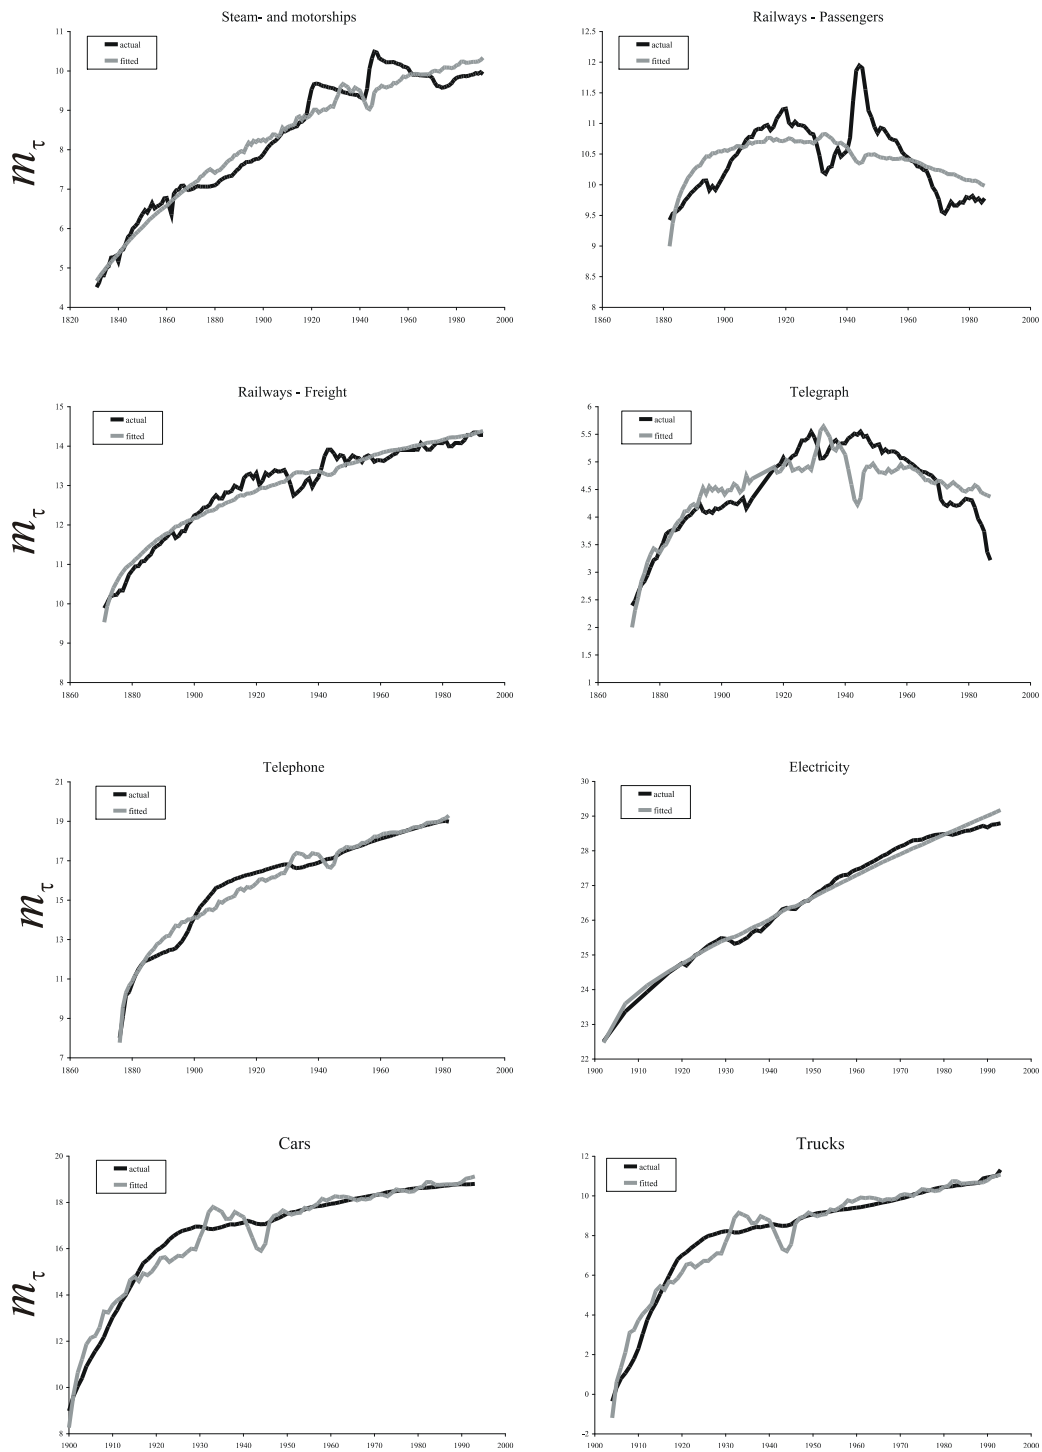 Steam- and motorships
11
10
9
8
7
6
5
4
1820 1840 1860 1880 1900 1920 1940 1960 1980 2000
actual
fitted
m τ
Railways - Passengers
12.5
12
11.5
11
10.5
10
9.5
9
8.5
8
1860 1880 1900 1920 1940 1960 1980 2000
actual
fitted
Railways - Freight
15
14
13
12
11
10
9
8
1860 1880 1900 1920 1940 1960 1980 2000
actual
fitted
m τ
Telegraph
6
5.5
5
4.5
4
3.5
3
2.5
2
1.5
1
1860 1880 1900 1920 1940 1960 1980 2000
actual
fitted
Telephone
21
19
17
15
13
11
9
7
1860 1880 1900 1920 1940 1960 1980 2000
actual
fitted
m τ
Electricity
30
29
28
27
26
25
24
23
22
1900 1910 1920 1930 1940 1950 1960 1970 1980 1990 2000
actual
fitted
Cars
20
18
16
14
12
10
8
1900 1910 1920 1930 1940 1950 1960 1970 1980 1990 2000
actual
fitted
m τ
Trucks
12
10
8
6
4
2
0
-2
1900 1910 1920 1930 1940 1950 1960 1970 1980 1990 2000
actual
fitted